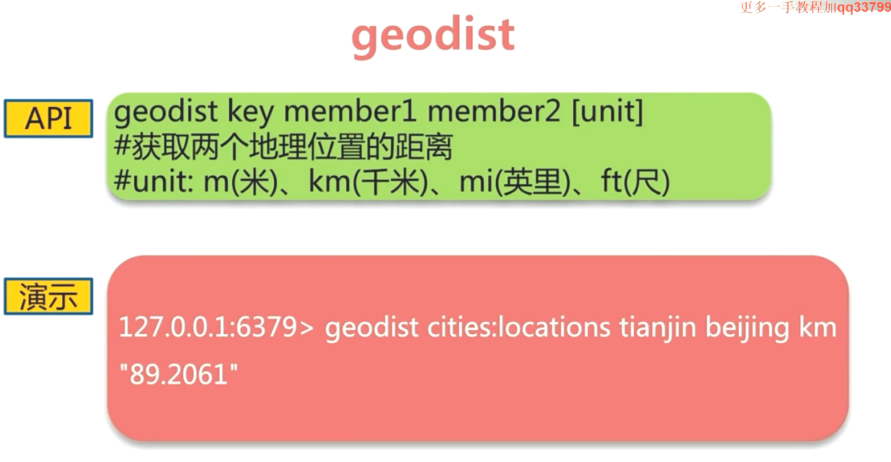 更多一手教程加qq33799
geodist
API
geodist key member1 member2 [unit]
#获取两个地理位置的距离
#unit: m(米)、km(千米)、mi(英里)、ft(尺)
演示
127.0.0.1:6379> geodist cities:locations tianjin beijing km
"89.2061"